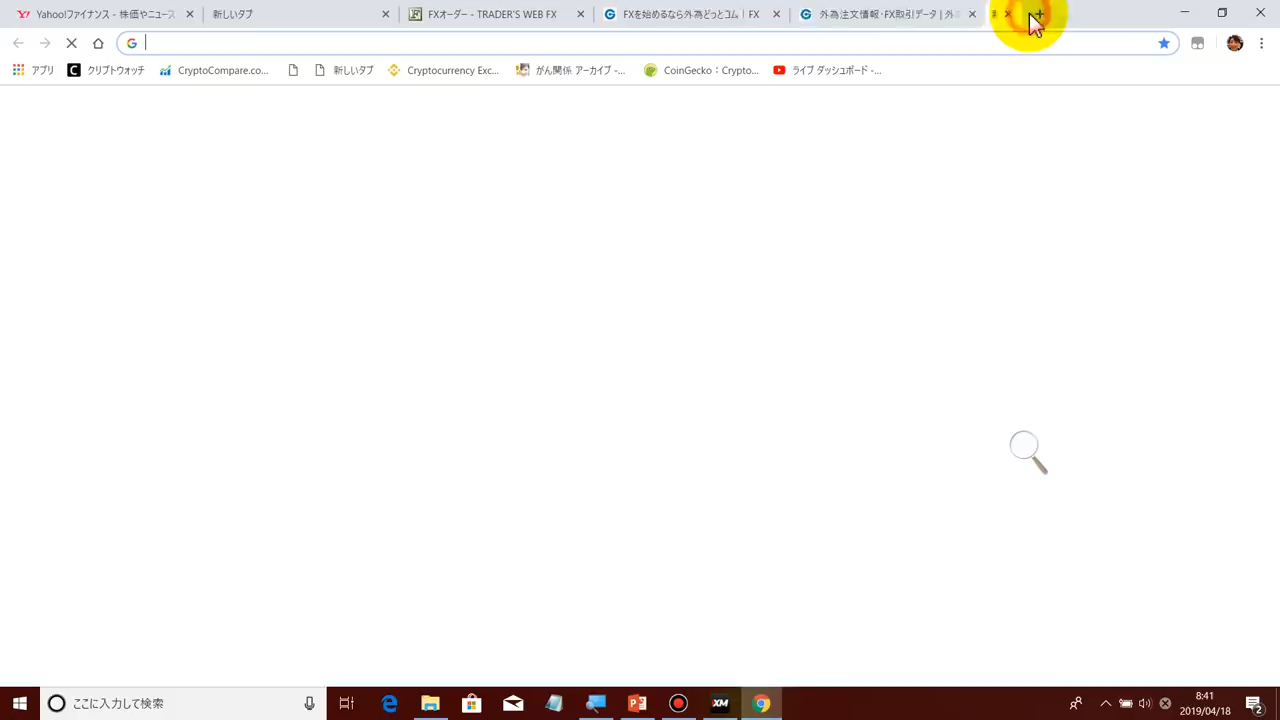 Yahoo!ファイナンス - 株価やニュース
新しいタブ
FXオーダー - TRADER'S WEB FX
FXを始めるなら外為どっとコム｜FX
外為注文情報･FX取引データ | 外
アプリ
クリプトウォッチ
CryptoCompare.co...
新しいタブ
Cryptocurrency Exc...
がん関係 アーカイブ -...
CoinGecko：Crypto...
ライブ ダッシュボード -...
ここに入力して検索
XM
8:41
2019/04/18
2